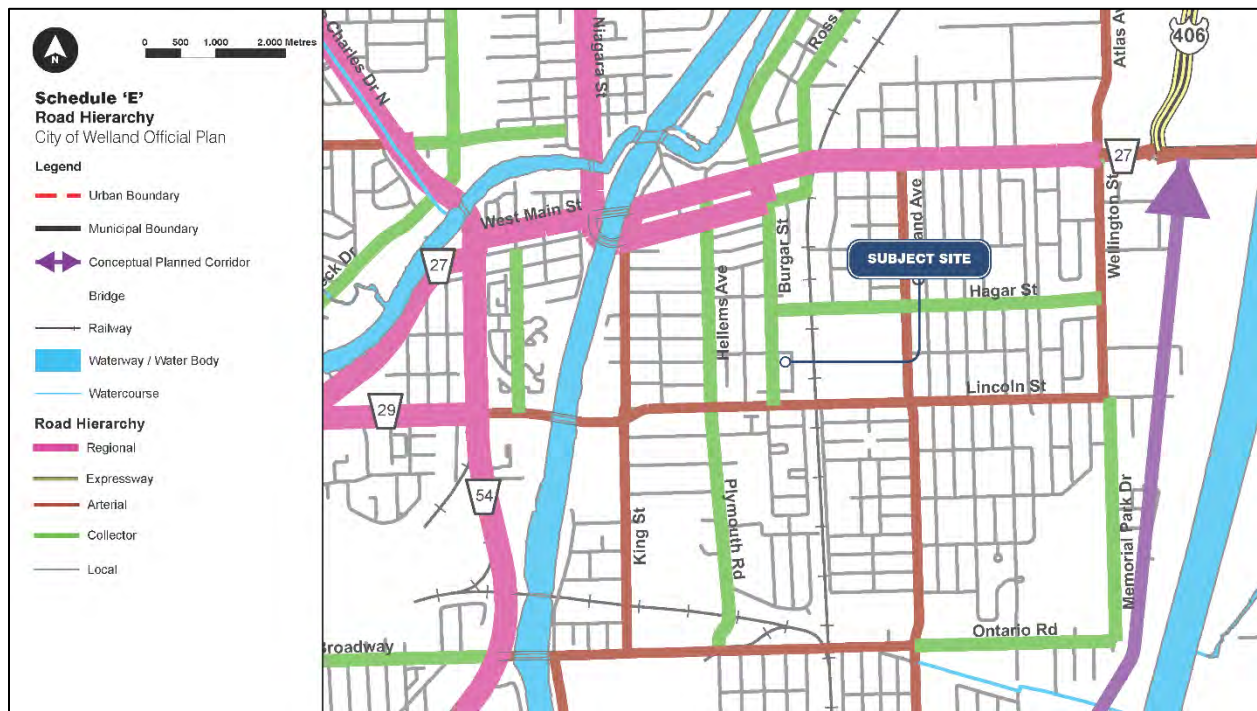 0 500 1,000 2,000 Metres
N
Schedule ‘E’
Road Hierarchy
City of Welland Official Plan
Legend
Urban Boundary
Municipal Boundary
Conceptual Planned Corridor
Bridge
Railway
Waterway / Water Body
Watercourse
Road Hierarchy
Regional
Expressway
Arterial
Collector
Local
Charles Dr N
Niagara St
Ross
Atlas Av
406
27
West Main St
27
Burgar St
Hellems Ave
and Ave
SUBJECT SITE
Wellington St
Hagar St
eck Dr
Lincoln St
29
54
King St
Plymouth Rd
Memorial Park Dr
Ontario Rd
Broadway